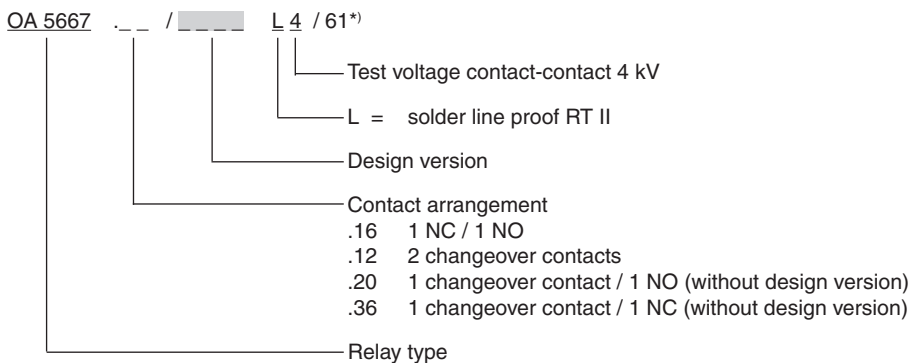 OA 5667 ._ _ / _ _ _ _ L 4 / 61*)
Test voltage contact-contact 4 kV
L = solder line proof RT II
Design version
Contact arrangement
.16 1 NC / 1 NO
.12 2 changeover contacts
.20 1 changeover contact / 1 NO (without design version)
.36 1 changeover contact / 1 NC (without design version)
Relay type